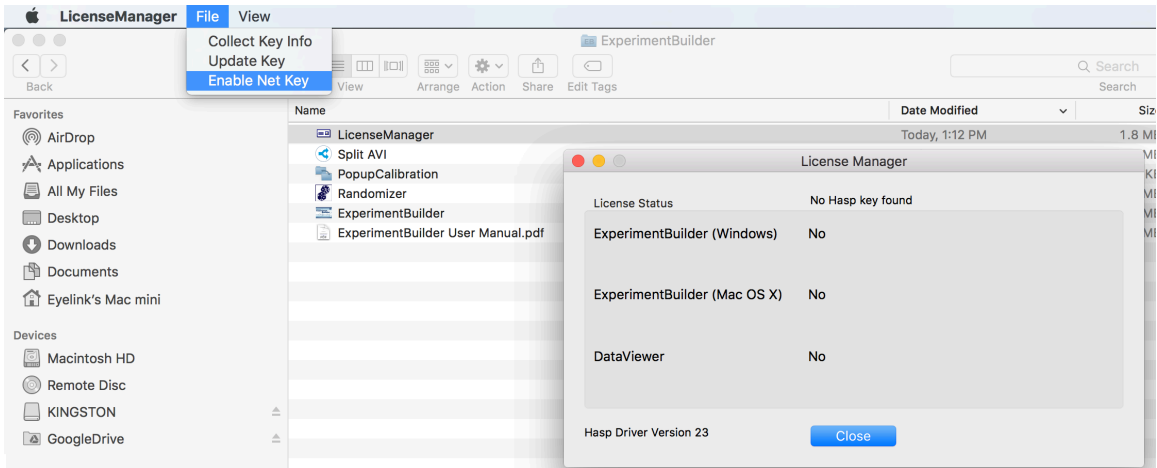 LicenseManager File View
Collect Key Info
Update Key
Enable Net Key
ExperimentBuilder
Search
Back View Arrange Action Share Edit Tags Search
Name Date Modified Siz
Favorites
AirDrop
Applications
All My Files
Desktop
Downloads
Documents
Eyelink's Mac mini
Devices
Macintosh HD
Remote Disc
KINGSTON
GoogleDrive
LicenseManager Today, 1:12 PM 1.8 M
Split AVI
PopupCalibration
Randomizer
ExperimentBuilder
ExperimentBuilder User Manual.pdf
License Manager
License Status No Hasp key found
ExperimentBuilder (Windows) No
ExperimentBuilder (Mac OS X) No
DataViewer No
Hasp Driver Version 23
Close